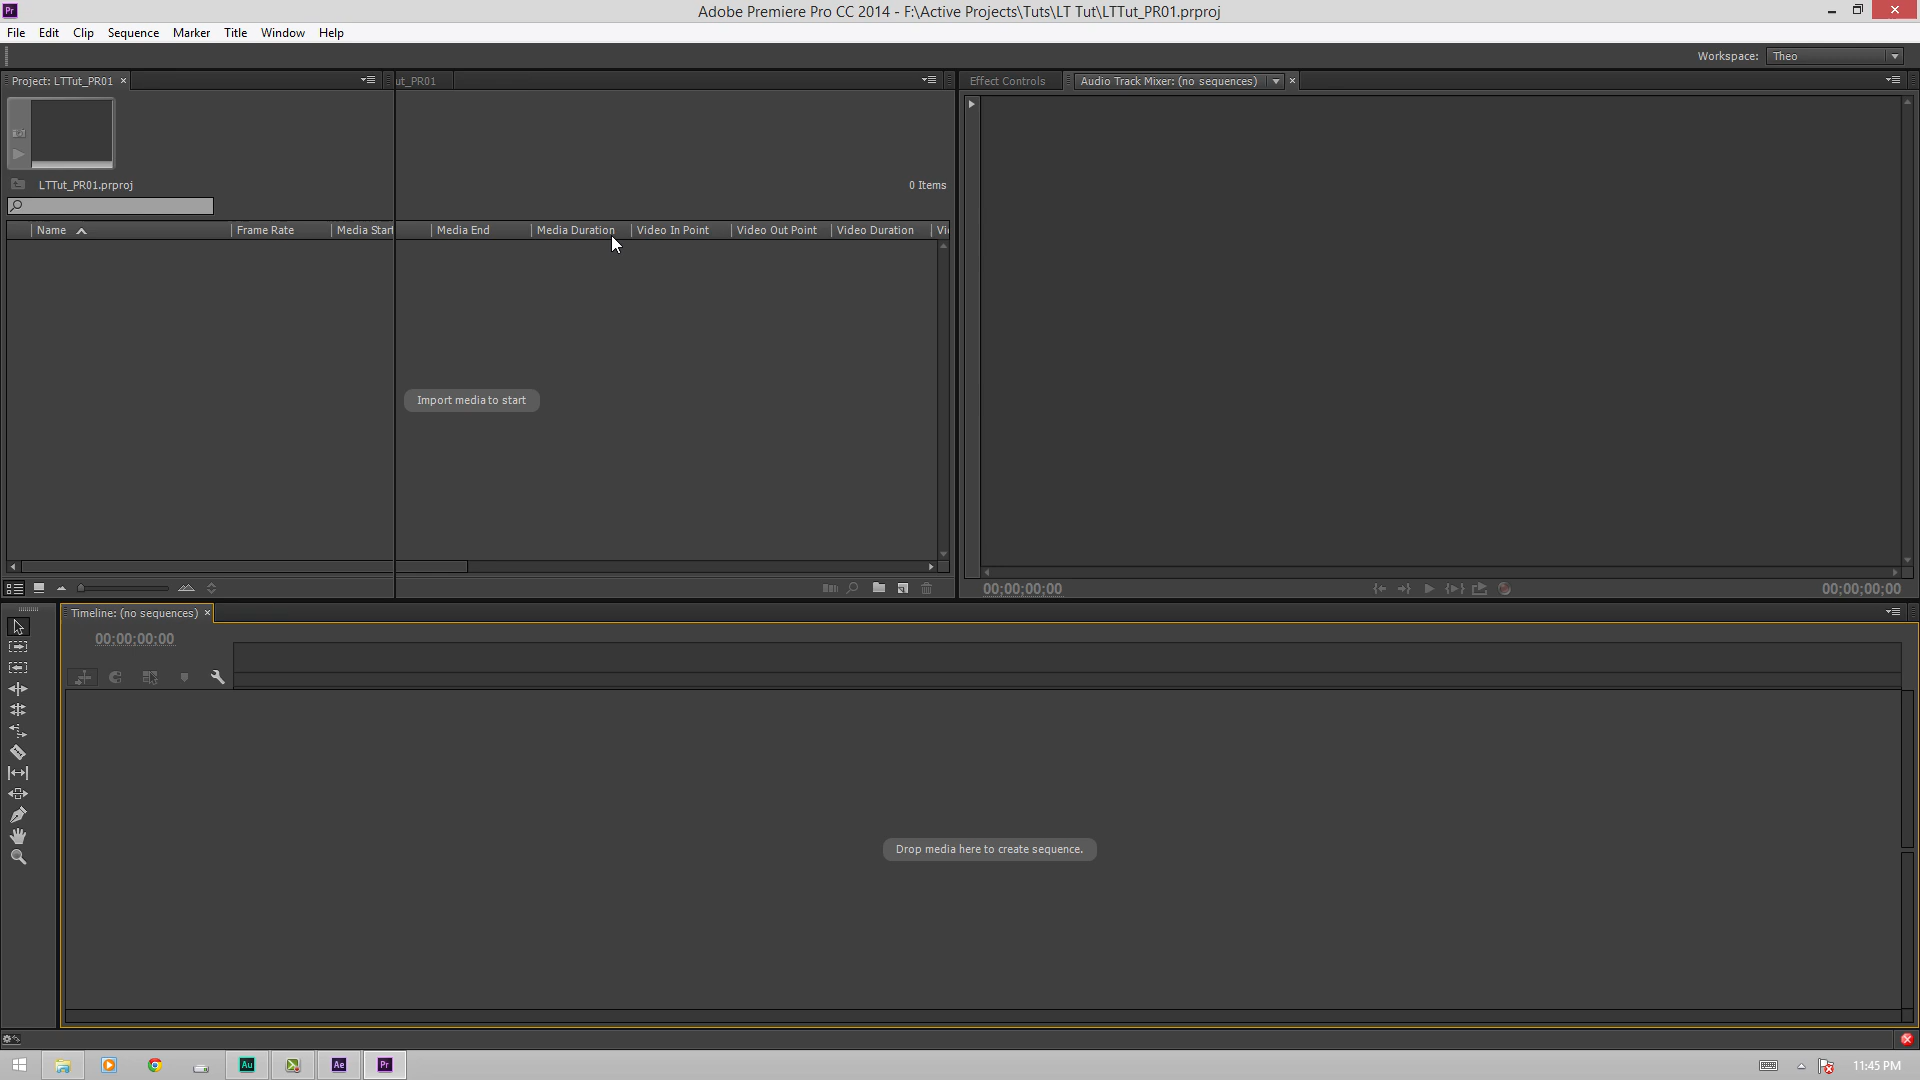 Pr
Adobe Premiere Pro CC 2014 - F:\Active Projects\Tuts\LT Tut\LTTut_PR01.prproj
File Edit Clip Sequence Marker Title Window Help
Workspace: Theo
Project: LTTut_PR01 ×
ut_PR01
Effect Controls
Audio Track Mixer: (no sequences)
LTTut_PR01.prproj
0 Items
Name Frame Rate Media Start Media End Media Duration Video In Point Video Out Point Video Duration Vi
Import media to start
00;00;00;00
00;00;00;00
Timeline: (no sequences) ×
00;00;00;00
Drop media here to create sequence.
Au
Ae
Pr
11:45 PM